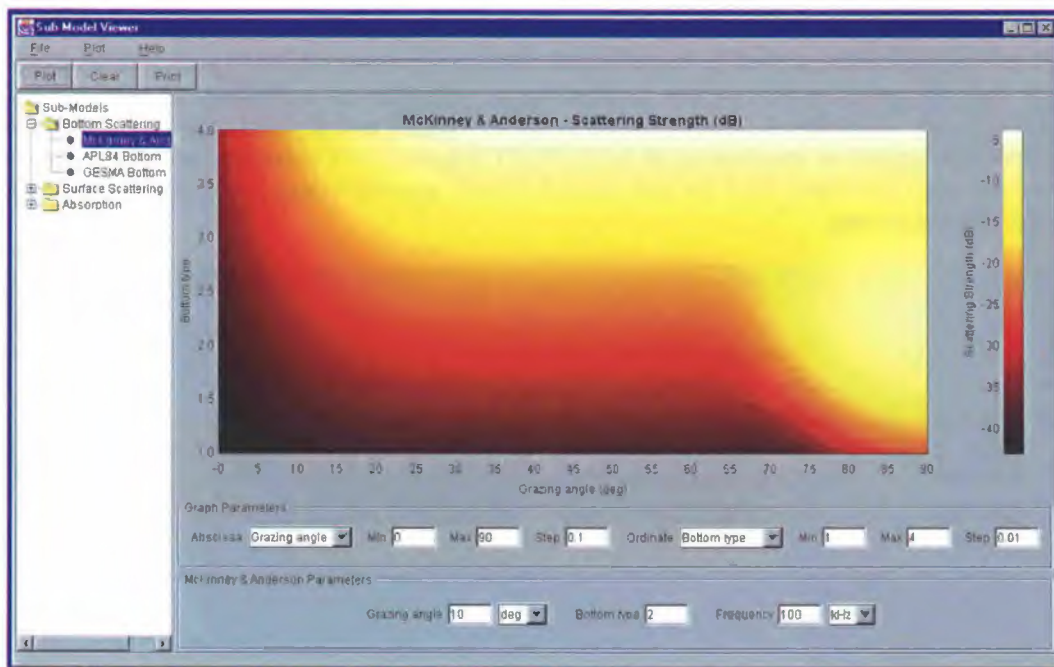 Sub Model Viewer
File Plot Help
Plot Clear Print
Sub-Models
Bottom Scattering
McKinney & And
APL94 Bottom
GESMA Bottom
Surface Scattering
Absorption
McKinney & Anderson - Scattering Strength (dB)
4.0
3.5
3.0
2.5
2.0
1.5
1.0
Bottom type
-0 5 10 15 20 25 30 35 40 45 50 55 60 65 70 75 80 85 90
Grazing angle (deg)
-5
-10
-15
-20
-25
-30
-35
-40
Scattering Strength (dB)
Graph Parameters
Abscissa Grazing angle Min 0 Max 90 Step 0.1 Ordinate Bottom type Min 1 Max 4 Step 0.01
McKinney & Anderson Parameters
Grazing angle 10 deg Bottom type 2 Frequency 100 kHz